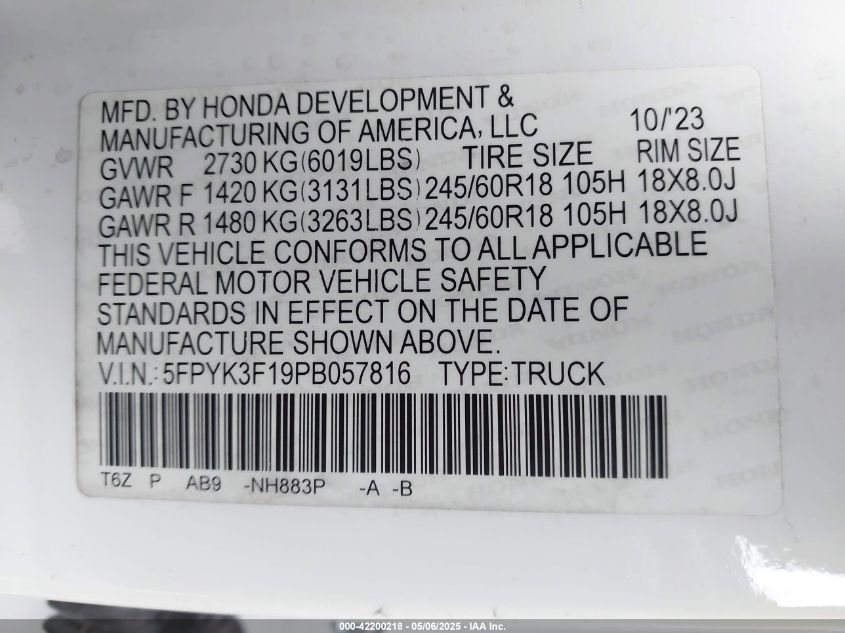 MFD. BY HONDA DEVELOPMENT &
MANUFACTURING OF AMERICA, LLC 10/'23
GVWR 2730 KG(6019LBS) TIRE SIZE RIM SIZE
GAWR F 1420 KG(3131LBS) 245/60R18 105H 18X8.0J
GAWR R 1480 KG(3263LBS) 245/60R18 105H 18X8.0J
THIS VEHICLE CONFORMS TO ALL APPLICABLE
FEDERAL MOTOR VEHICLE SAFETY
STANDARDS IN EFFECT ON THE DATE OF
MANUFACTURE SHOWN ABOVE.
V.I.N.: 5FPYK3F19PB057816 TYPE: TRUCK
T6Z P AB9 -NH883P -A -B
000-42200218 - 05/06/2025 - IAA Inc.